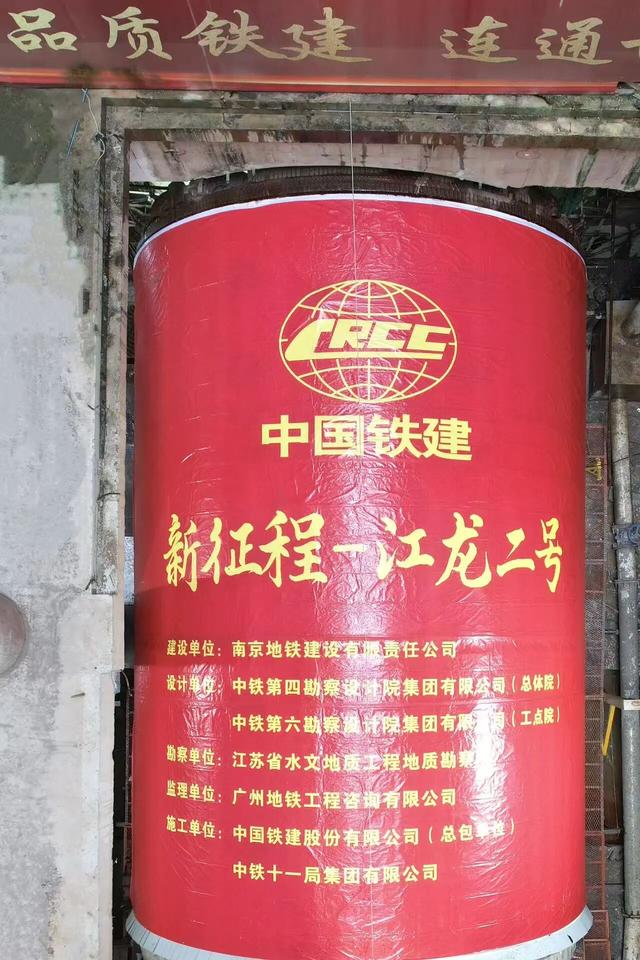 品质铁建 连通
CRCC
中国铁建
新征程-江龙二号
建设单位：南京地铁建设有限责任公司
设计单位：中铁第四勘察设计院集团有限公司（总体院）
中铁第六勘察设计院集团有限公司（工点院）
勘察单位：江苏省水文地质工程地质勘察
监理单位：广州地铁工程咨询有限公司
施工单位：中国铁建股份有限公司（总包单位）
中铁十一局集团有限公司